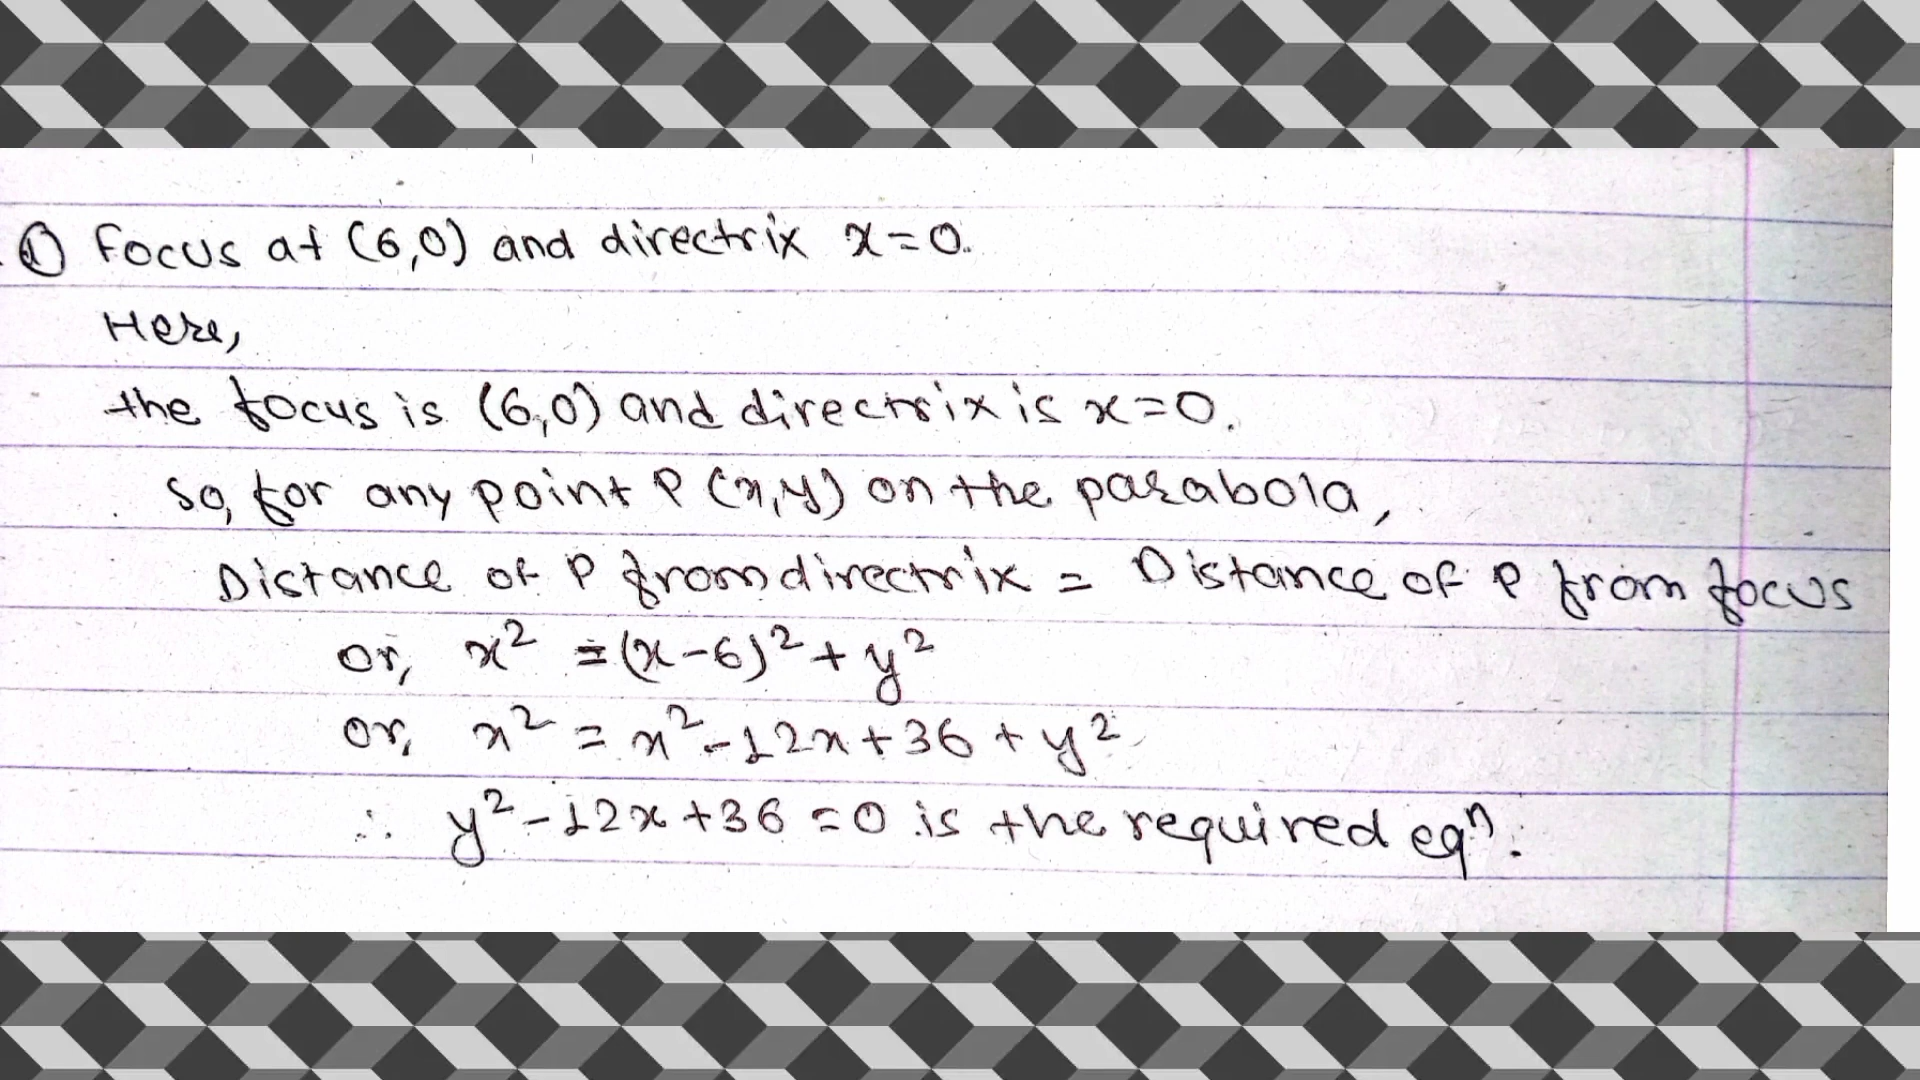 ① Focus at (6,0) and directrix x=0.
Here,
the focus is (6,0) and directrix is x=0.
So, for any point P (x,y) on the parabola,
Distance of P from directrix = Distance of P from focus
or, x² = (x-6)² + y²
or, x² = x² - 12x + 36 + y²
∴ y² - 12x + 36 = 0 is the required eqⁿ.